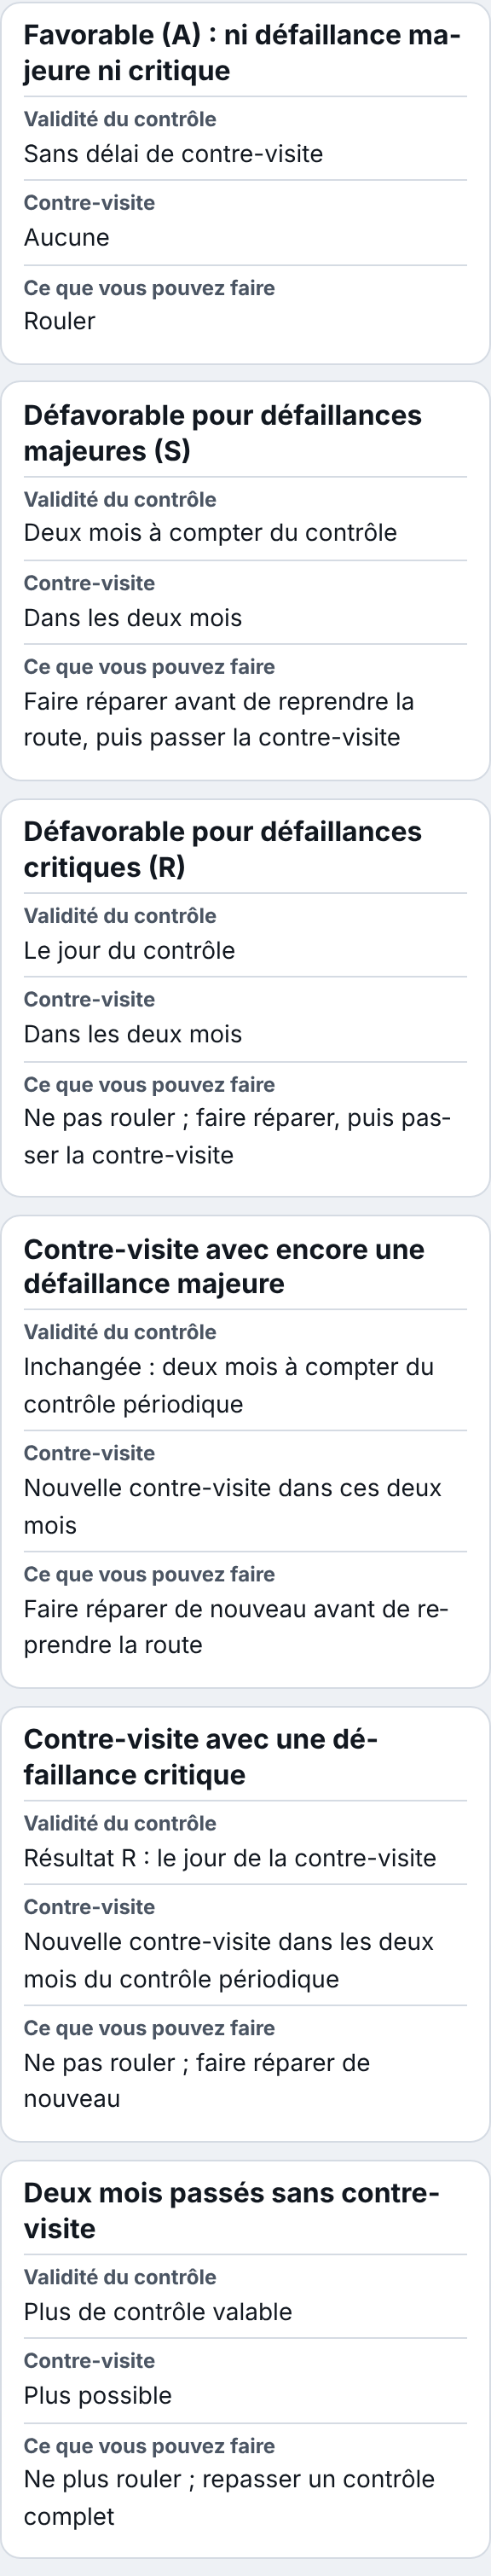 Favorable (A) : ni défaillance ma-
jeure ni critique
Validité du contrôle
Sans délai de contre-visite
Contre-visite
Aucune
Ce que vous pouvez faire
Rouler
Défavorable pour défaillances
majeures (S)
Validité du contrôle
Deux mois à compter du contrôle
Contre-visite
Dans les deux mois
Ce que vous pouvez faire
Faire réparer avant de reprendre la
route, puis passer la contre-visite
Défavorable pour défaillances
critiques (R)
Validité du contrôle
Le jour du contrôle
Contre-visite
Dans les deux mois
Ce que vous pouvez faire
Ne pas rouler ; faire réparer, puis pas-
ser la contre-visite
Contre-visite avec encore une
défaillance majeure
Validité du contrôle
Inchangée : deux mois à compter du
contrôle périodique
Contre-visite
Nouvelle contre-visite dans ces deux
mois
Ce que vous pouvez faire
Faire réparer de nouveau avant de re-
prendre la route
Contre-visite avec une dé-
faillance critique
Validité du contrôle
Résultat R : le jour de la contre-visite
Contre-visite
Nouvelle contre-visite dans les deux
mois du contrôle périodique
Ce que vous pouvez faire
Ne pas rouler ; faire réparer de
nouveau
Deux mois passés sans contre-
visite
Validité du contrôle
Plus de contrôle valable
Contre-visite
Plus possible
Ce que vous pouvez faire
Ne plus rouler ; repasser un contrôle
complet